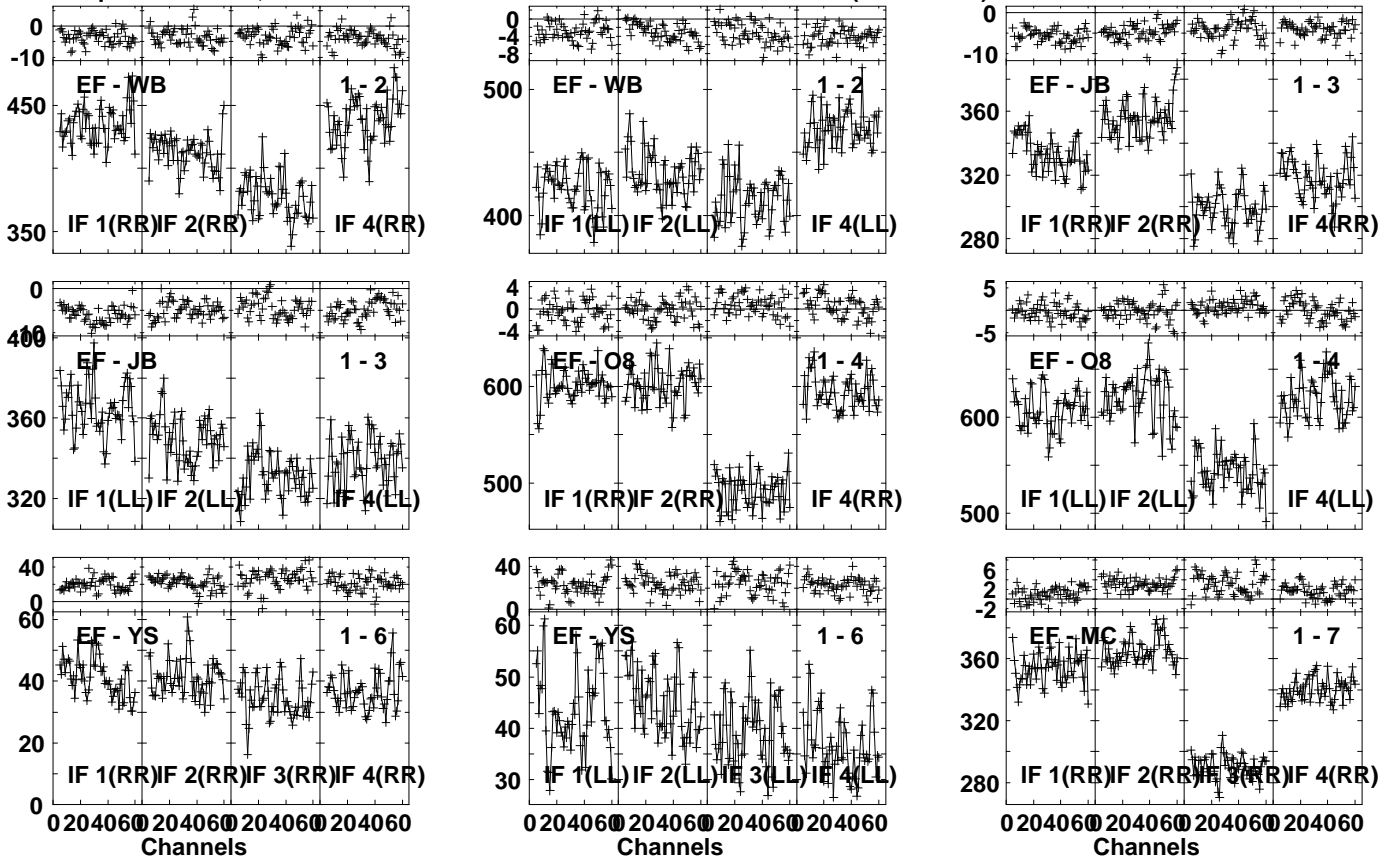 0 -10
EF - WB 1 - 2
450
350
IF 1(RR) IF 2(RR) IF 4(RR)
0 -4 -8
EF - WB 1 - 2
500
400
IF 1(LL) IF 2(LL) IF 4(LL)
0 -10
EF - JB 1 - 3
360
320
280
IF 1(RR) IF 2(RR) IF 4(RR)
0 -10
400
EF - JB 1 - 3
360
320
IF 1(LL) IF 2(LL) IF 4(LL)
4 0 -4
EF - O8 1 - 4
600
500
IF 1(RR) IF 2(RR) IF 4(RR)
5 0 -5
EF - O8 1 - 4
600
500
IF 1(LL) IF 2(LL) IF 4(LL)
40 0
60
EF - YS 1 - 6
40
20
IF 1(RR) IF 2(RR) IF 3(RR) IF 4(RR)
0
0 20 40 60 0 20 40 60 0 20 40 60 0 20 40 60
Channels
40 0
60
EF - YS 1 - 6
50
40
30
IF 1(LL) IF 2(LL) IF 3(LL) IF 4(LL)
0 20 40 60 0 20 40 60 0 20 40 60 0 20 40 60
Channels
6 2 -2
EF - MC 1 - 7
360
320
280
IF 1(RR) IF 2(RR) IF 3(RR) IF 4(RR)
0 20 40 60 0 20 40 60 0 20 40 60 0 20 40 60
Channels